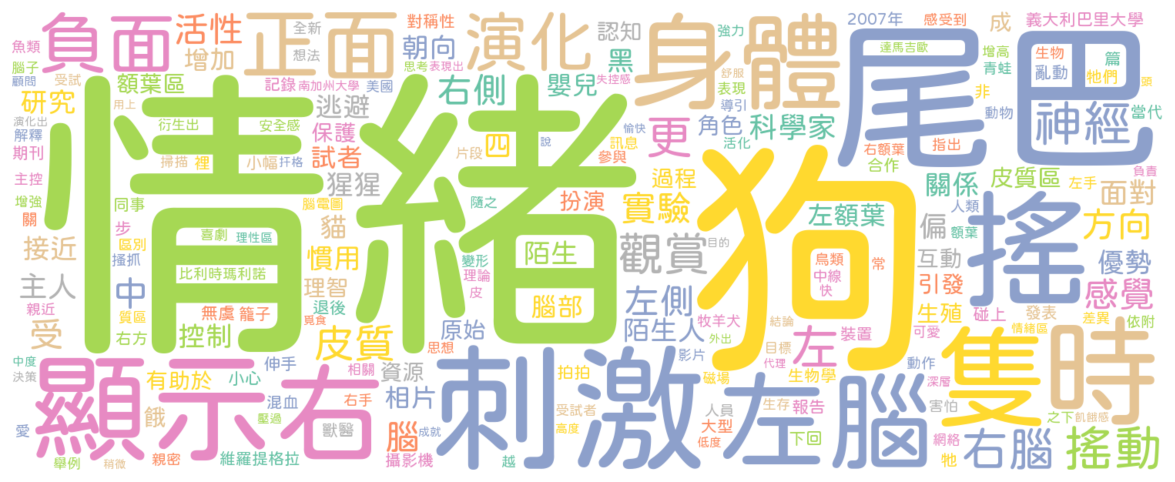 負面 活性 正面 演化 身體 尾巴
魚類 腦子 顧問 受試 增加 全新 想法 對稱性 朝向 認知 強力 2007年 感受到 成 義大利巴里大學
黑 達馬吉歐 增高 青蛙 生物 亂動 篇 牠們 當代
額葉區 記錄 南加州大學 美國 思考 表現出 右側 嬰兒 失控感 舒服 表現 導引 非 動物 頭
研究 用上 演化出 解釋 衍生出 安全感 逃避 保護 四 愉快 訊息 說 更 角色 科學家 活化 神經
期刊 掃描 裡 小幅 扞格 試者 片段 參與 右額葉 指出 合作
情緒 狗
主控 增強 關 同事 腦電圖 猩猩 隨之 扮演 實驗 過程 左額葉 關係 皮質區 左手 負責 面對
步 區別 喜劇 理性區 貓 人類 額葉 偏 搖 方向
接近 搔抓 慣用 陌生 觀賞 目的 鳥類 常 互動
比利時瑪利諾 變形 理論 皮 中線 快 引發 優勢
主人 親近 中 理智 腦部 左側 感覺
受 質區 右方 無虞 籠子 覓食 退後 原始 陌生人 牧羊犬 結論 裝置 生殖 碰上 發表 差異 依附
控制 皮質 思想 外出 影片 目標 代理 左 可愛 情緒區
中度 決策 顯示 右 伸手 相關 資源 刺激 拍拍 磁場 生物學 動作 隻 時
有助於 小心 深層 左腦
愛 餓 混血 右手 相片 受試者 人員 生存 報告 害怕 之下 飢餓感
壓過 獸醫 腦 成就 高度 大型 下回 網格 右腦 搖動
舉例 稍微 親密 維羅提格拉 攝影機 越 低度 牠